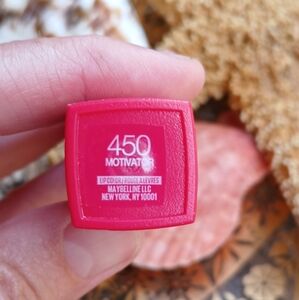 450
MOTIVATOR
LIP COLOR / ROUGE À LÈVRES
MAYBELLINE LLC
NEW YORK, NY 10001